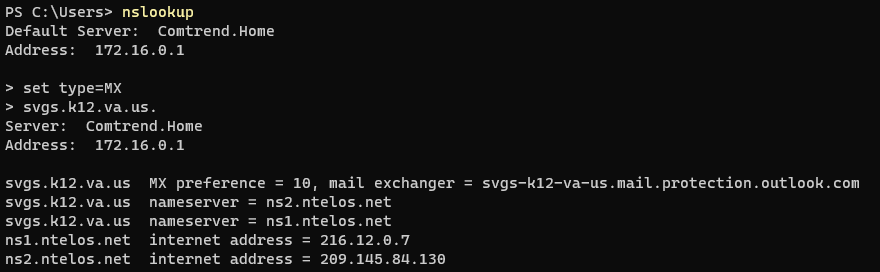 PS C:\Users> nslookup
Default Server:  Comtrend.Home
Address:  172.16.0.1
> set type=MX
> svgs.k12.va.us.
Server:  Comtrend.Home
Address:  172.16.0.1
svgs.k12.va.us  MX preference = 10, mail exchanger = svgs-k12-va-us.mail.protection.outlook.com
svgs.k12.va.us  nameserver = ns2.ntelos.net
svgs.k12.va.us  nameserver = ns1.ntelos.net
ns1.ntelos.net  internet address = 216.12.0.7
ns2.ntelos.net  internet address = 209.145.84.130